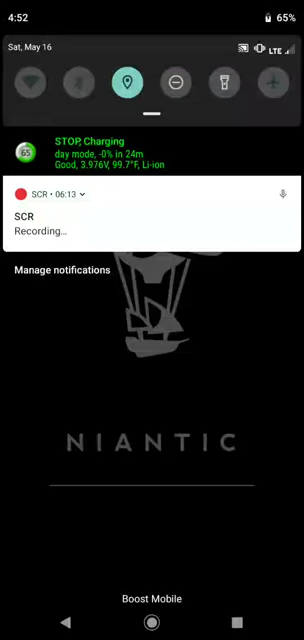 4:52
65%
Sat, May 16
LTE
65
STOP, Charging
day mode, -0% in 24m
Good, 3.976V, 99.7°F, Li-ion
SCR • 06:13
SCR
Recording...
Manage notifications
NIANTIC
Boost Mobile